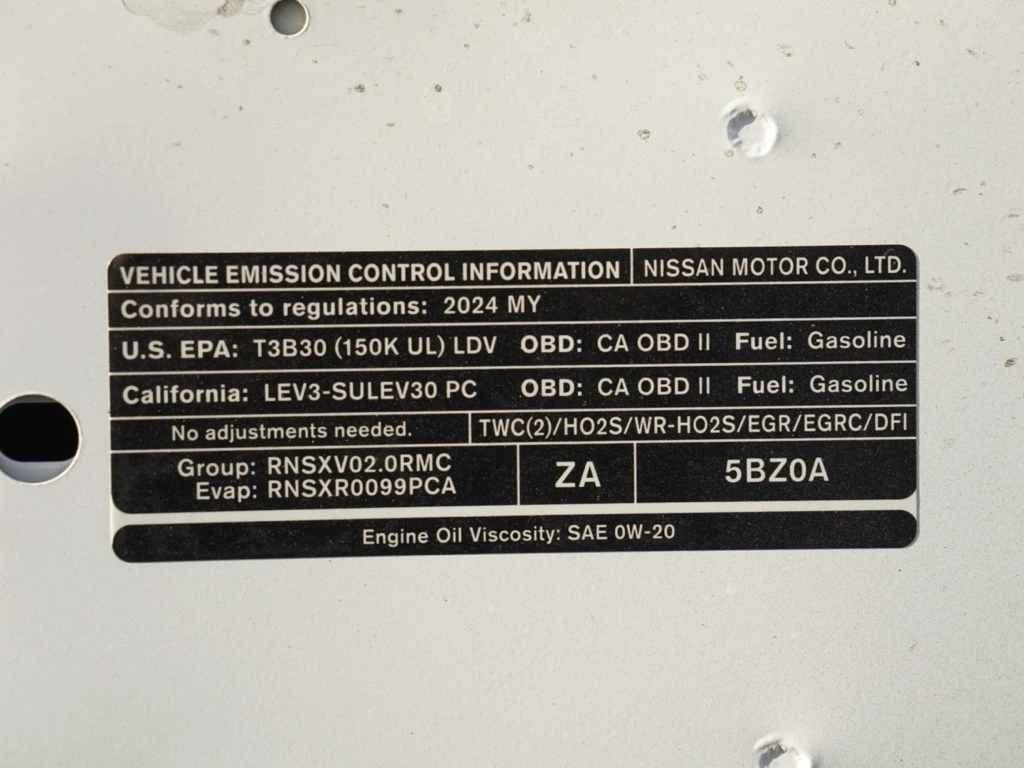 VEHICLE EMISSION CONTROL INFORMATION NISSAN MOTOR CO., LTD.
Conforms to regulations: 2024 MY
U.S. EPA: T3B30 (150K UL) LDV OBD: CA OBD II Fuel: Gasoline
California: LEV3-SULEV30 PC OBD: CA OBD II Fuel: Gasoline
No adjustments needed. TWC(2)/HO2S/WR-HO2S/EGR/EGRC/DFI
Group: RNSXV02.0RMC
Evap: RNSXR0099PCA
ZA
5BZ0A
Engine Oil Viscosity: SAE 0W-20